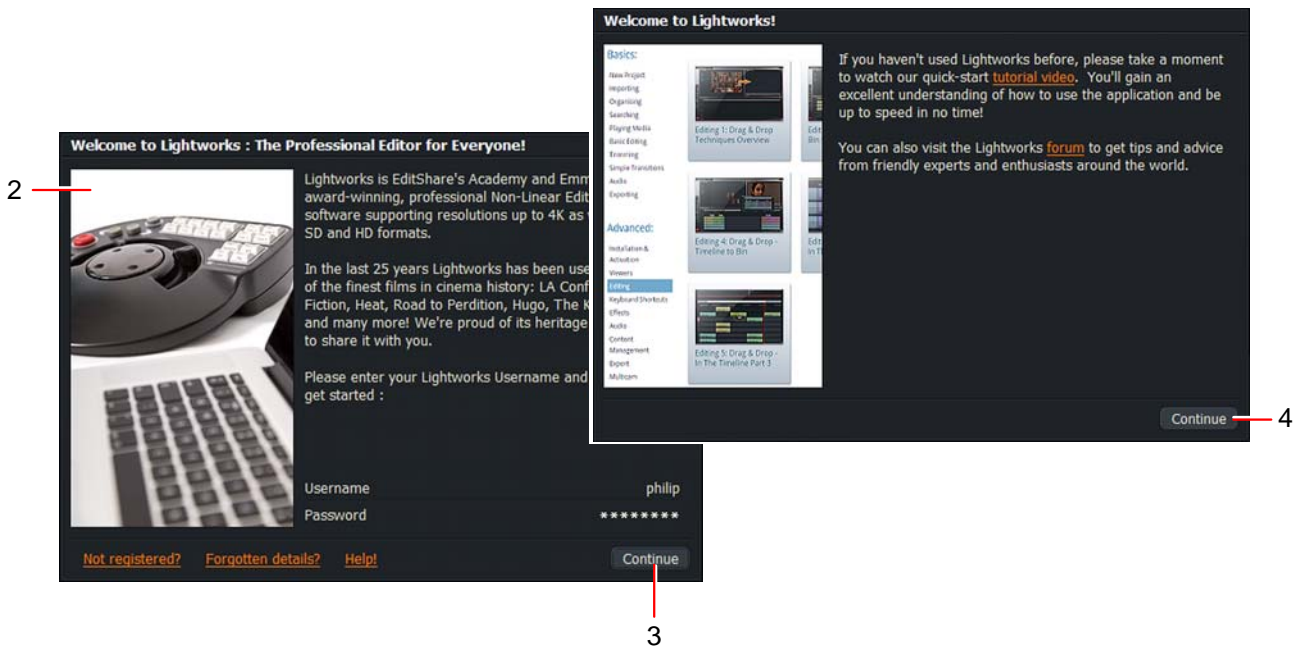 Welcome to Lightworks!
Basics:
New Project
Importing
Organising
Searching
Playing Media
Basic Editing
Trimming
Simple Transitions
Audio
Exporting
Advanced:
Installation &
Activation
Viewers
Editing
Keyboard Shortcuts
Effects
Audio
Content
Management
Export
Multicam
Editing 1: Drag & Drop
Techniques Overview
Edit
Bin
Editing 4: Drag & Drop -
Timeline to Bin
Edit
In T
Editing 5: Drag & Drop -
In The Timeline Part 3
If you haven't used Lightworks before, please take a moment
to watch our quick-start tutorial video. You'll gain an
excellent understanding of how to use the application and be
up to speed in no time!
You can also visit the Lightworks forum to get tips and advice
from friendly experts and enthusiasts around the world.
Continue
4
Welcome to Lightworks : The Professional Editor for Everyone!
2
Lightworks is EditShare's Academy and Emm
award-winning, professional Non-Linear Edit
software supporting resolutions up to 4K as
SD and HD formats.
In the last 25 years Lightworks has been use
of the finest films in cinema history: LA Conf
Fiction, Heat, Road to Perdition, Hugo, The K
and many more! We're proud of its heritage
to share it with you.
Please enter your Lightworks Username and
get started :
Username philip
Password ********
Not registered? Forgotten details? Help! Continue
3